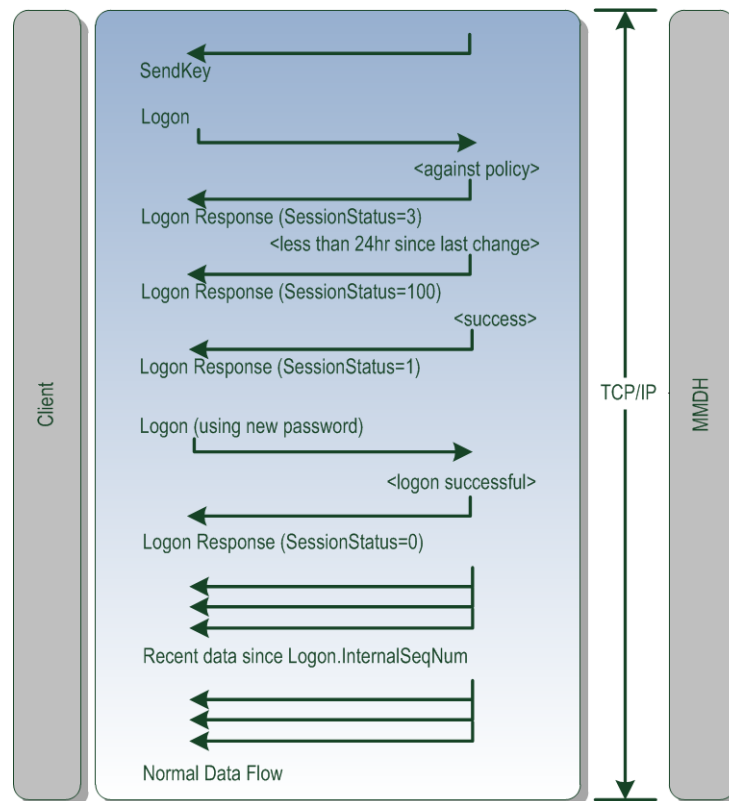 SendKey
Logon
<against policy>
Logon Response (SessionStatus=3)
<less than 24hr since last change>
Logon Response (SessionStatus=100)
<success>
Logon Response (SessionStatus=1)
Logon (using new password)
<logon successful>
Logon Response (SessionStatus=0)
Recent data since Logon.InternalSeqNum
Normal Data Flow
Client
TCP/IP
MMDH